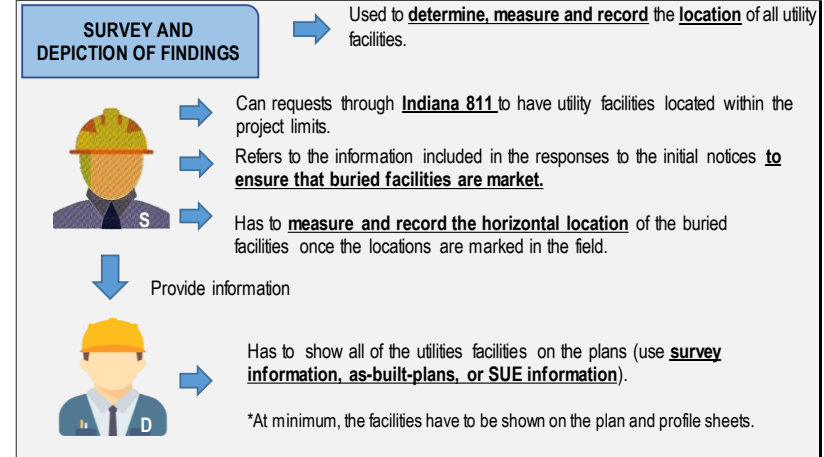 SURVEY AND
DEPICTION OF FINDINGS
Used to determine, measure and record the location of all utility
facilities.
Can requests through Indiana 811 to have utility facilities located within the
project limits.
Refers to the information included in the responses to the initial notices to
ensure that buried facilities are market.
S
Has to measure and record the horizontal location of the buried
facilities once the locations are marked in the field.
Provide information
Has to show all of the utilities facilities on the plans (use survey
information, as-built-plans, or SUE information).
D
*At minimum, the facilities have to be shown on the plan and profile sheets.